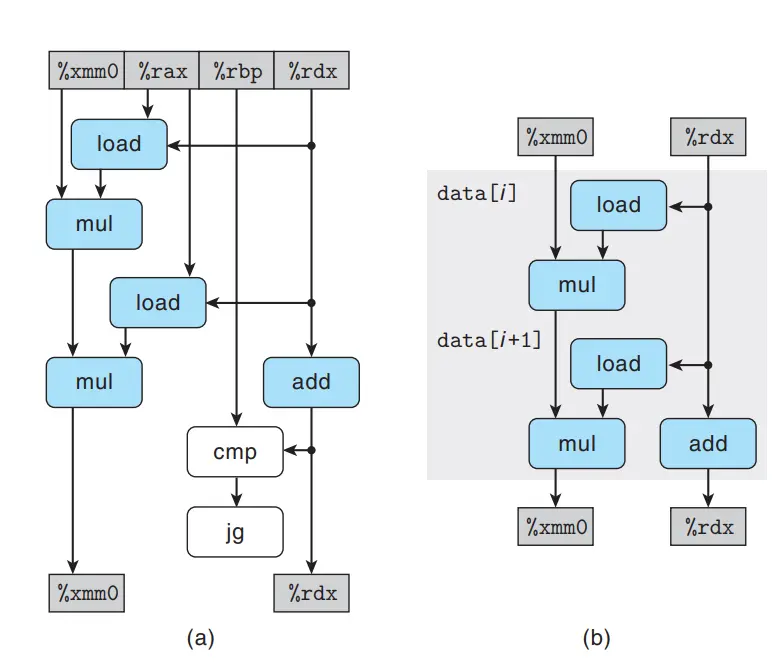 %xmm0 %rax %rbp %rdx
load
mul
load
mul add
cmp
jg
%xmm0 %rdx
(a)
%xmm0 %rdx
data[i] load
mul
data[i+1]
load
mul add
%xmm0 %rdx
(b)